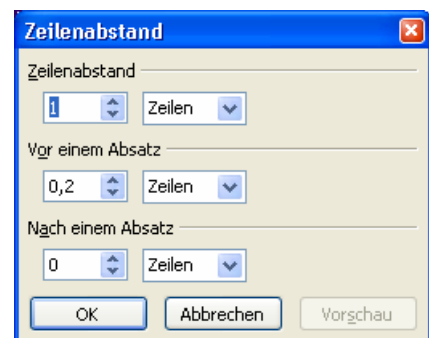 Zeilenabstand
Zeilenabstand
1 Zeilen
Vor einem Absatz
0,2 Zeilen
Nach einem Absatz
0 Zeilen
OK Abbrechen Vorschau